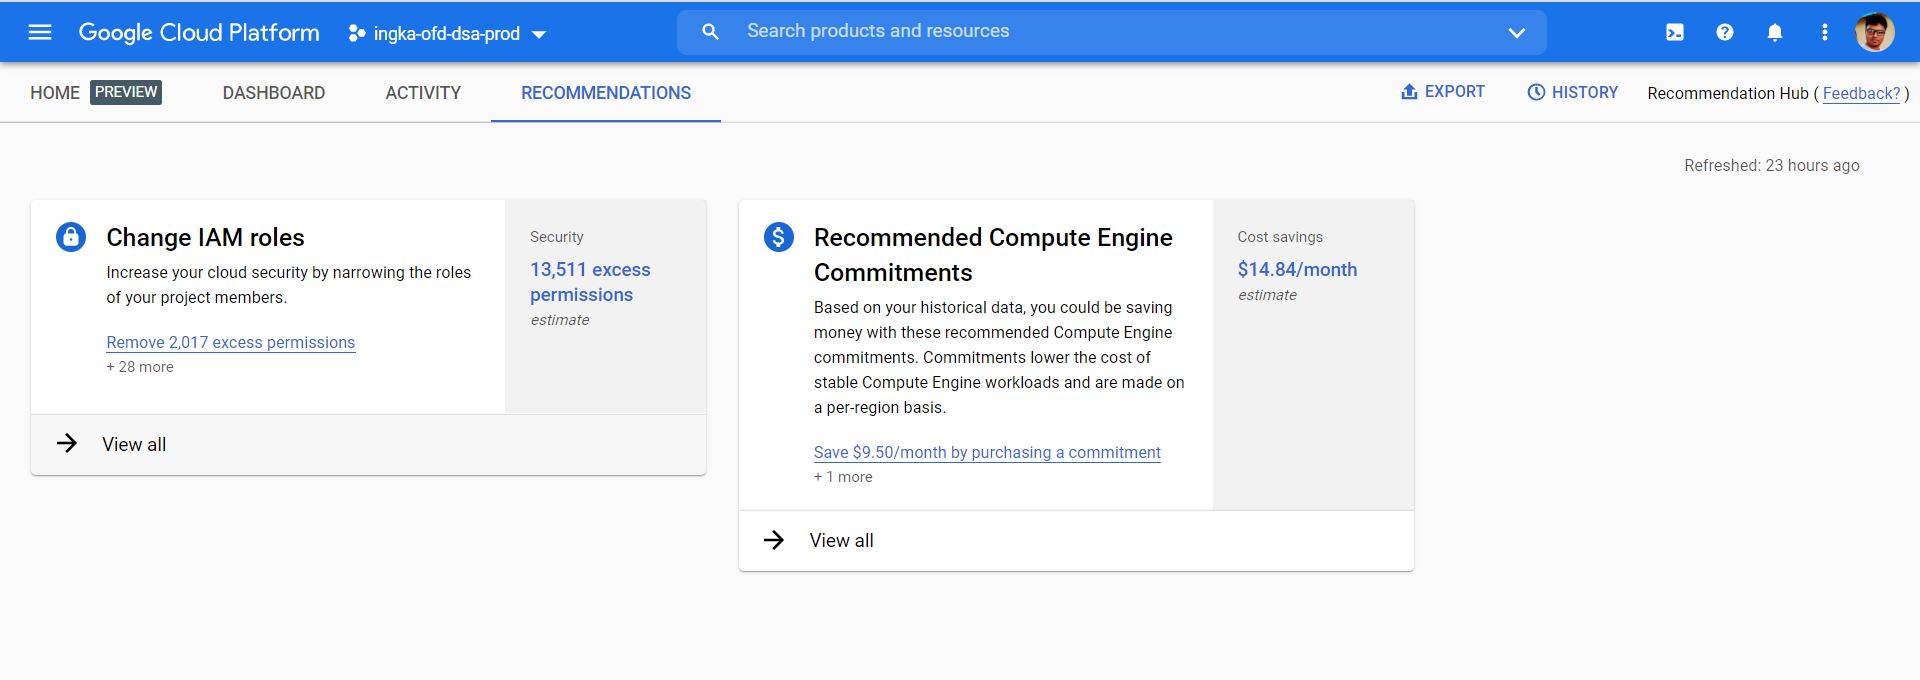 Google Cloud Platform
ingka-ofd-dsa-prod
Search products and resources
HOME PREVIEW
DASHBOARD
ACTIVITY
RECOMMENDATIONS
EXPORT
HISTORY
Recommendation Hub ( Feedback? )
Refreshed: 23 hours ago
Change IAM roles
Increase your cloud security by narrowing the roles
of your project members.
Remove 2,017 excess permissions
+ 28 more
Security
13,511 excess
permissions
estimate
View all
Recommended Compute Engine
Commitments
Based on your historical data, you could be saving
money with these recommended Compute Engine
commitments. Commitments lower the cost of
stable Compute Engine workloads and are made on
a per-region basis.
Save $9.50/month by purchasing a commitment
+ 1 more
Cost savings
$14.84/month
estimate
View all